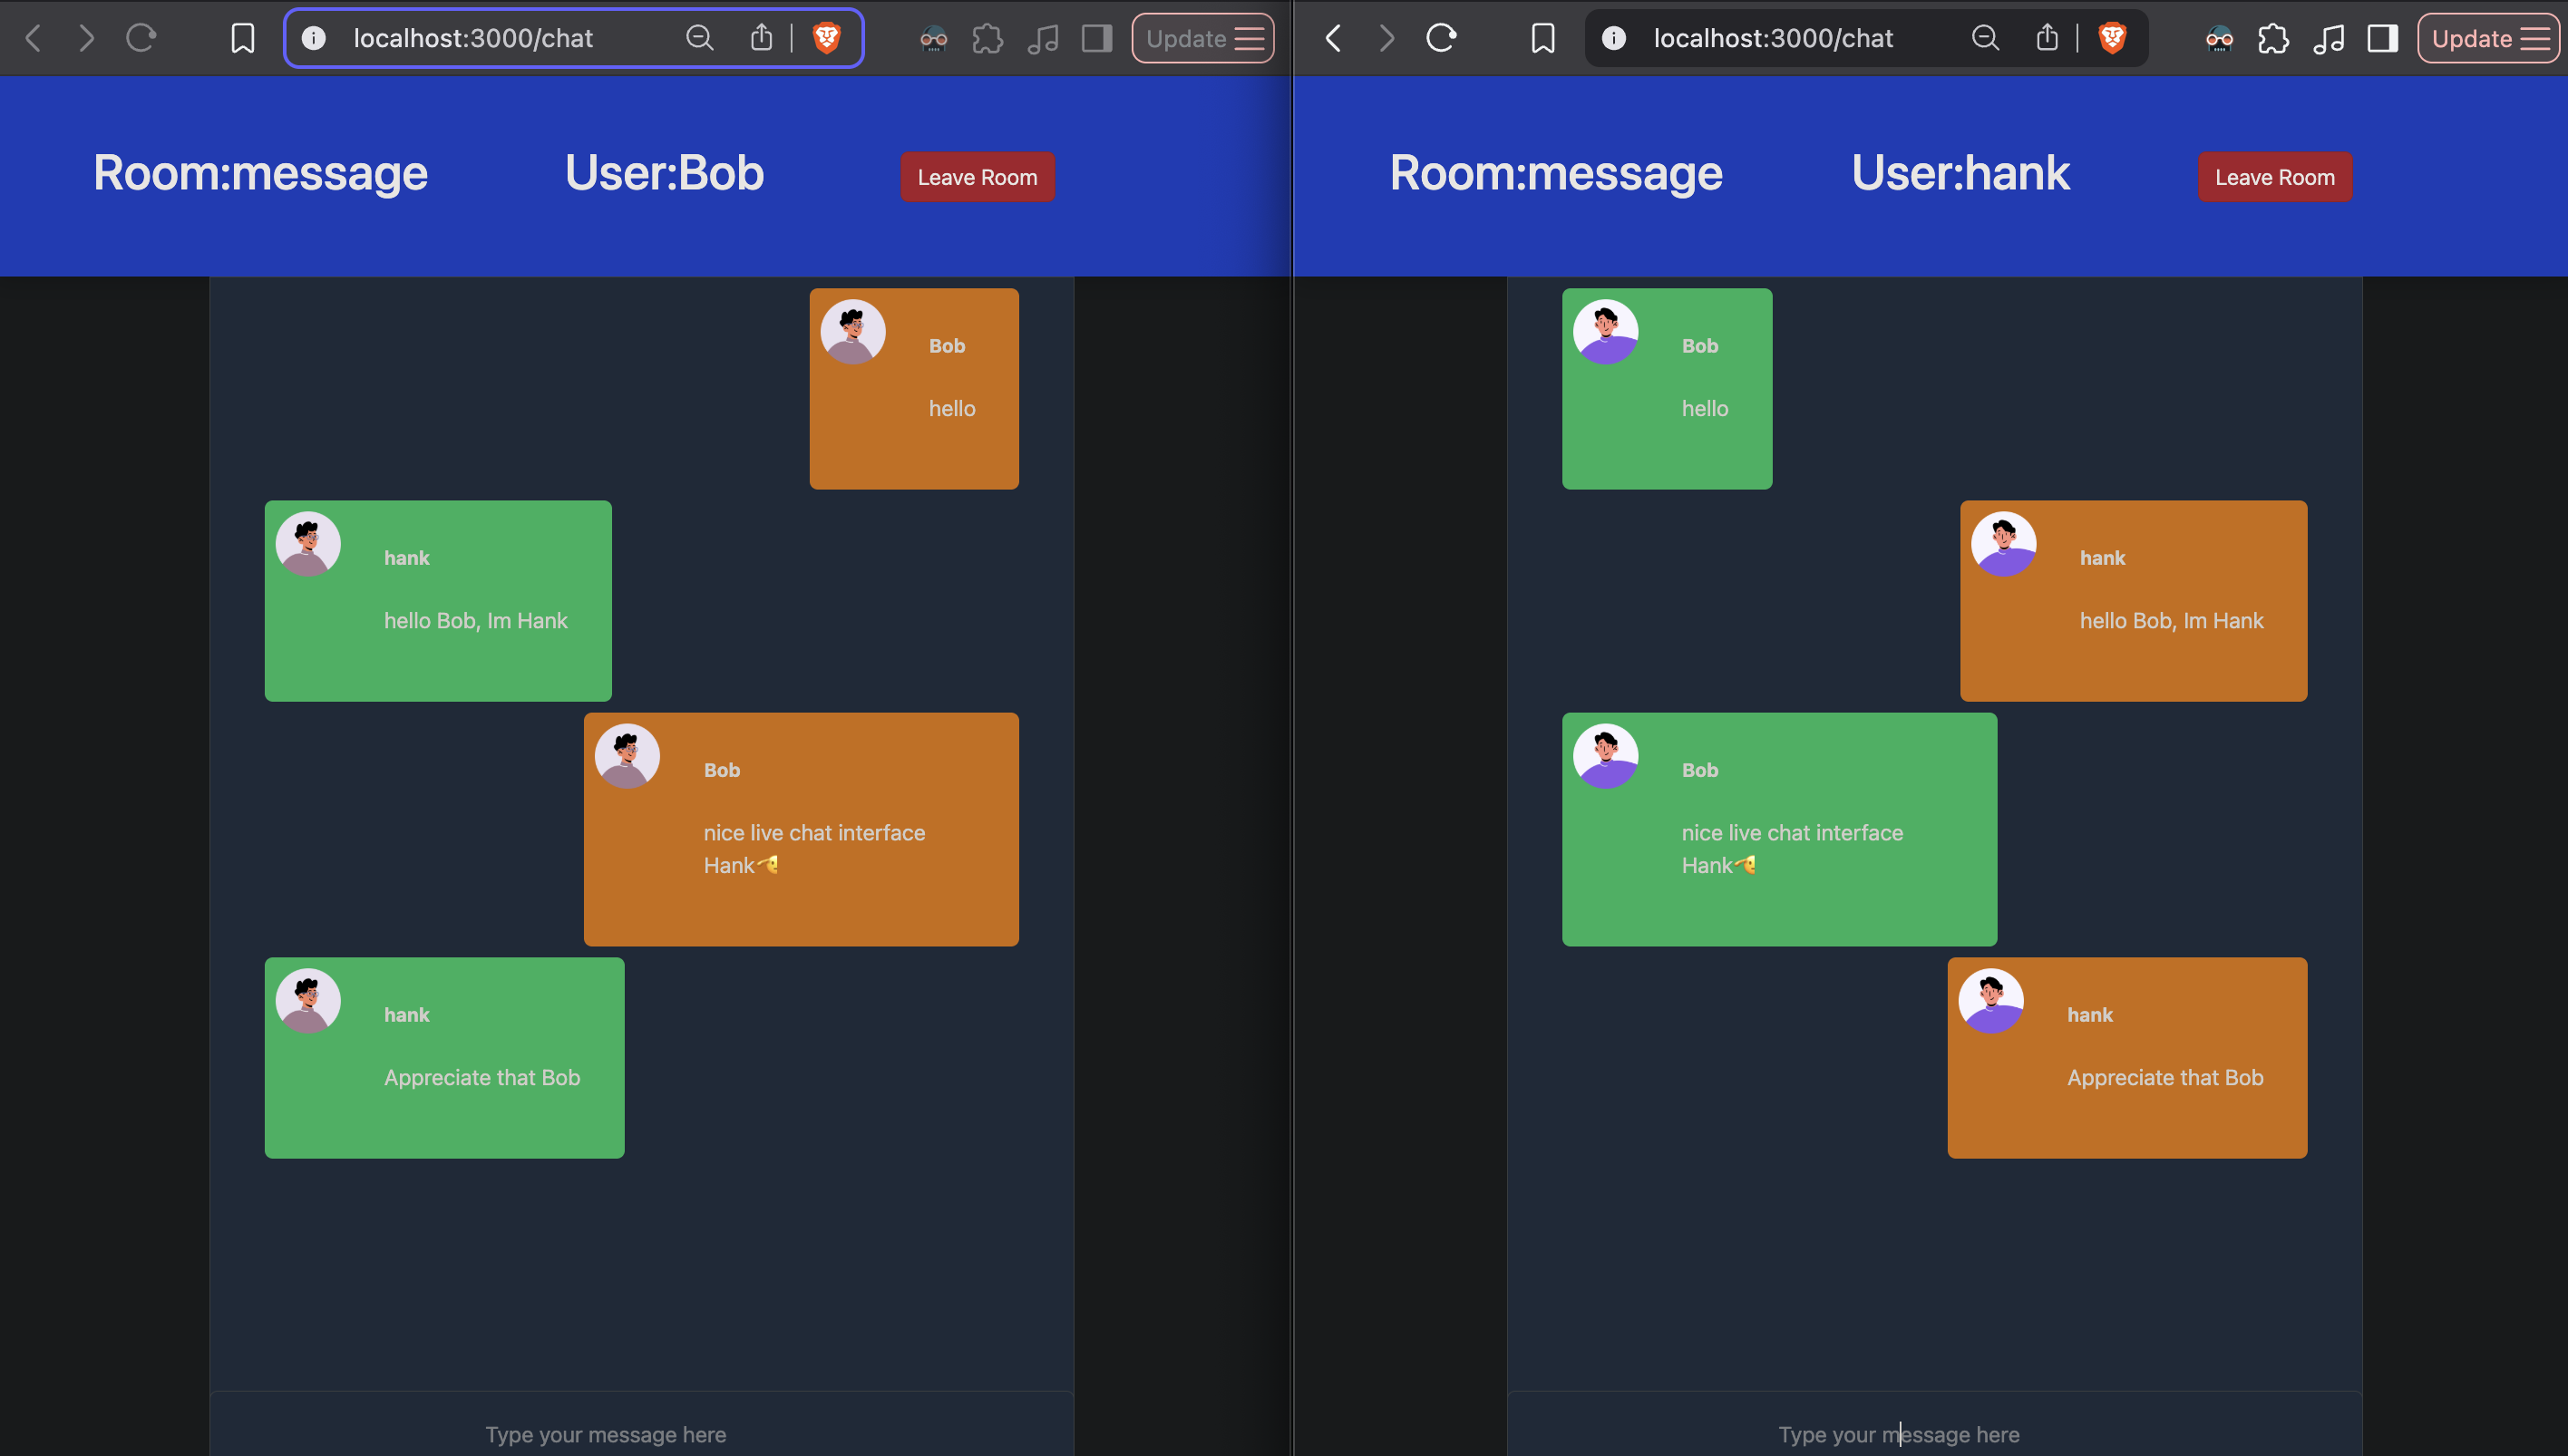 localhost:3000/chat
Update
Room:message
User:Bob
Leave Room
Bob
hello
hank
hello Bob, Im Hank
Bob
nice live chat interface
Hank🫡
hank
Appreciate that Bob
Type your message here
localhost:3000/chat
Update
Room:message
User:hank
Leave Room
Bob
hello
hank
hello Bob, Im Hank
Bob
nice live chat interface
Hank🫡
hank
Appreciate that Bob
Type your message here